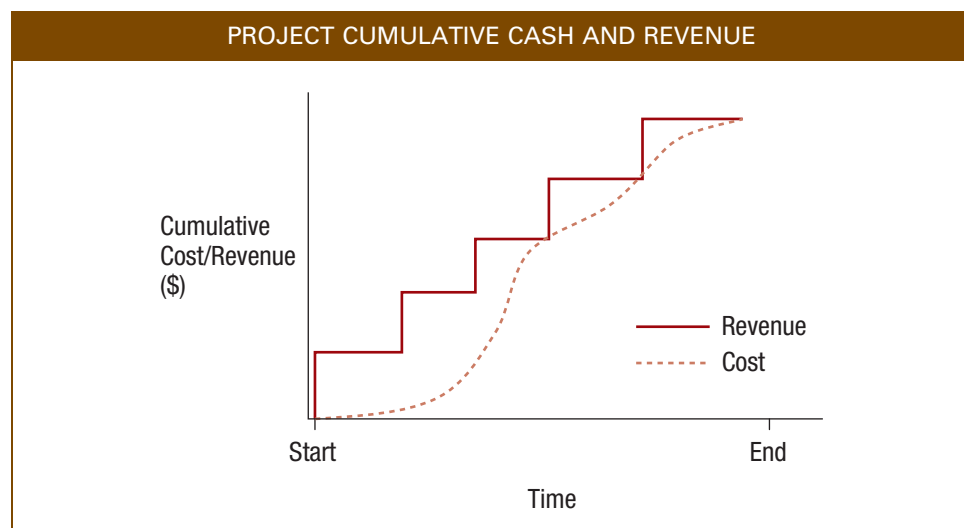 PROJECT CUMULATIVE CASH AND REVENUE
Cumulative
Cost/Revenue
($)
Revenue
Cost
Start
End
Time